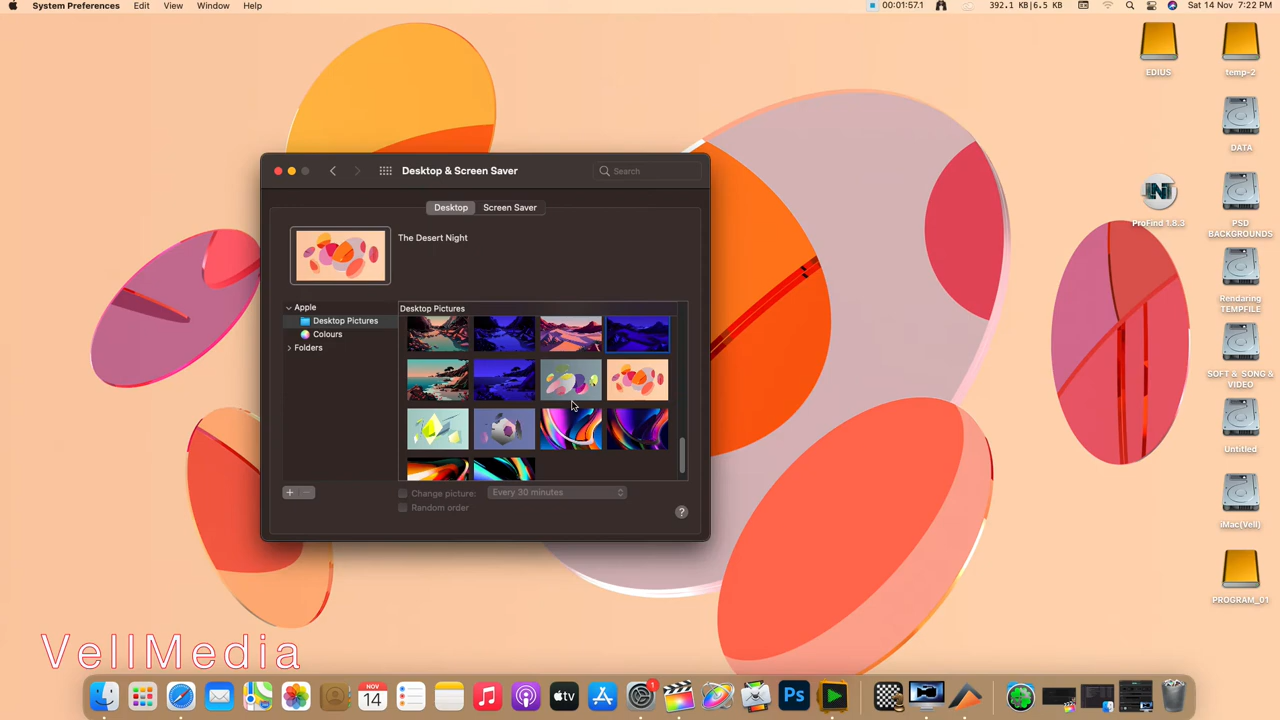 System Preferences Edit View Window Help
00:01:57.1 392.1 KB|6.5 KB Sat 14 Nov 7:22 PM
EDIUS
temp-2
DATA
ProFind 1.8.3
PSD
BACKGROUNDS
Rendaring
TEMPFILE
SOFT & SONG &
VIDEO
Untitled
iMac(Vell)
PROGRAM_01
Desktop & Screen Saver
Search
Desktop Screen Saver
The Desert Night
Apple
Desktop Pictures
Colours
Folders
Desktop Pictures
Change picture: Every 30 minutes
Random order
?
VellMedia
NOV
14
tv
1
Ps